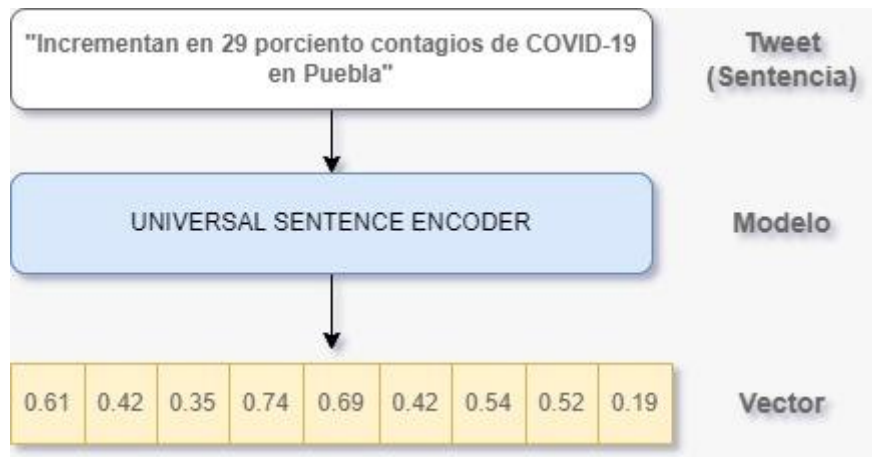 "Incrementan en 29 porciento contagios de COVID-19
en Puebla"
Tweet
(Sentencia)
UNIVERSAL SENTENCE ENCODER
Modelo
0.61 0.42 0.35 0.74 0.69 0.42 0.54 0.52 0.19
Vector